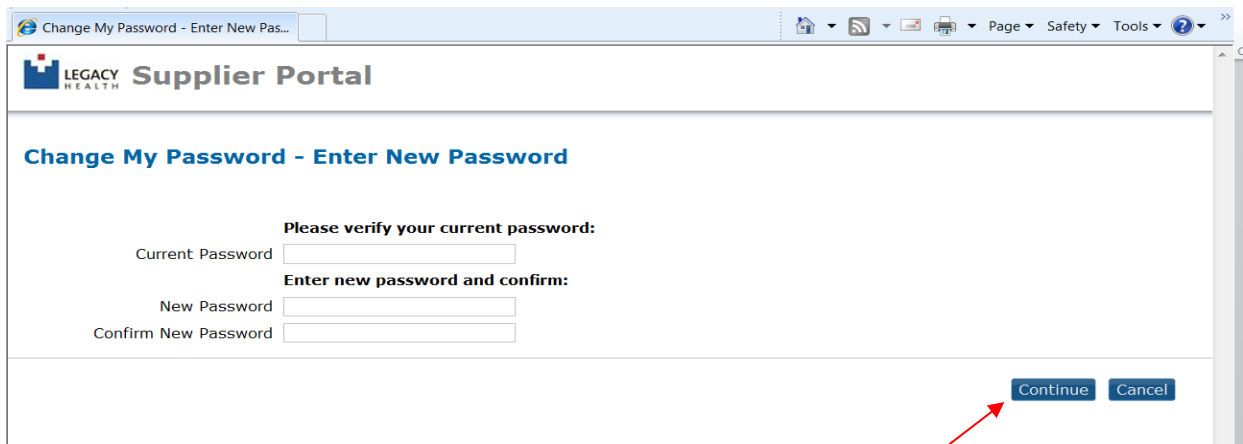 Change My Password - Enter New Pas...
Page Safety Tools
LEGACY HEALTH Supplier Portal
Change My Password - Enter New Password
Please verify your current password:
Current Password
Enter new password and confirm:
New Password
Confirm New Password
Continue Cancel